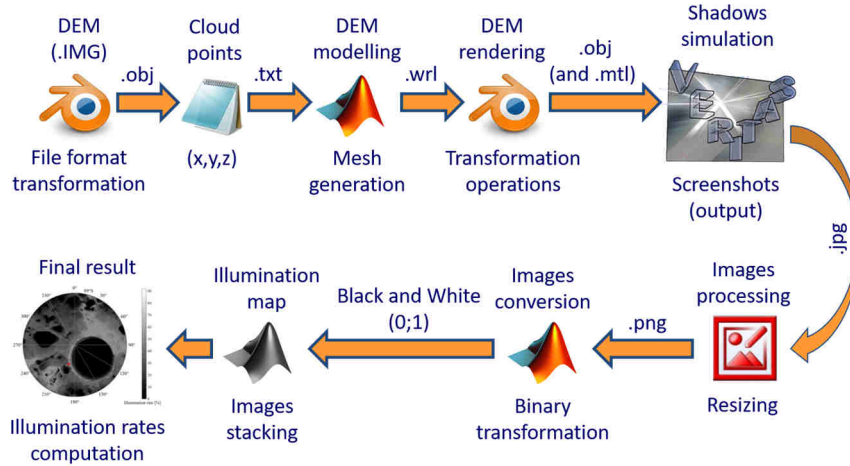 DEM
(.IMG)
.obj
File format
transformation
Cloud
points
.txt
(x,y,z)
DEM
modelling
.wrl
Mesh
generation
DEM
rendering
.obj
(and .mtl)
Transformation
operations
Shadows
simulation
VERITAS
Screenshots
(output)
.jpg
Images
processing
Resizing
.png
Images
conversion
Binary
transformation
Black and White
(0;1)
Illumination
map
Images
stacking
Final result
Illumination rates
computation